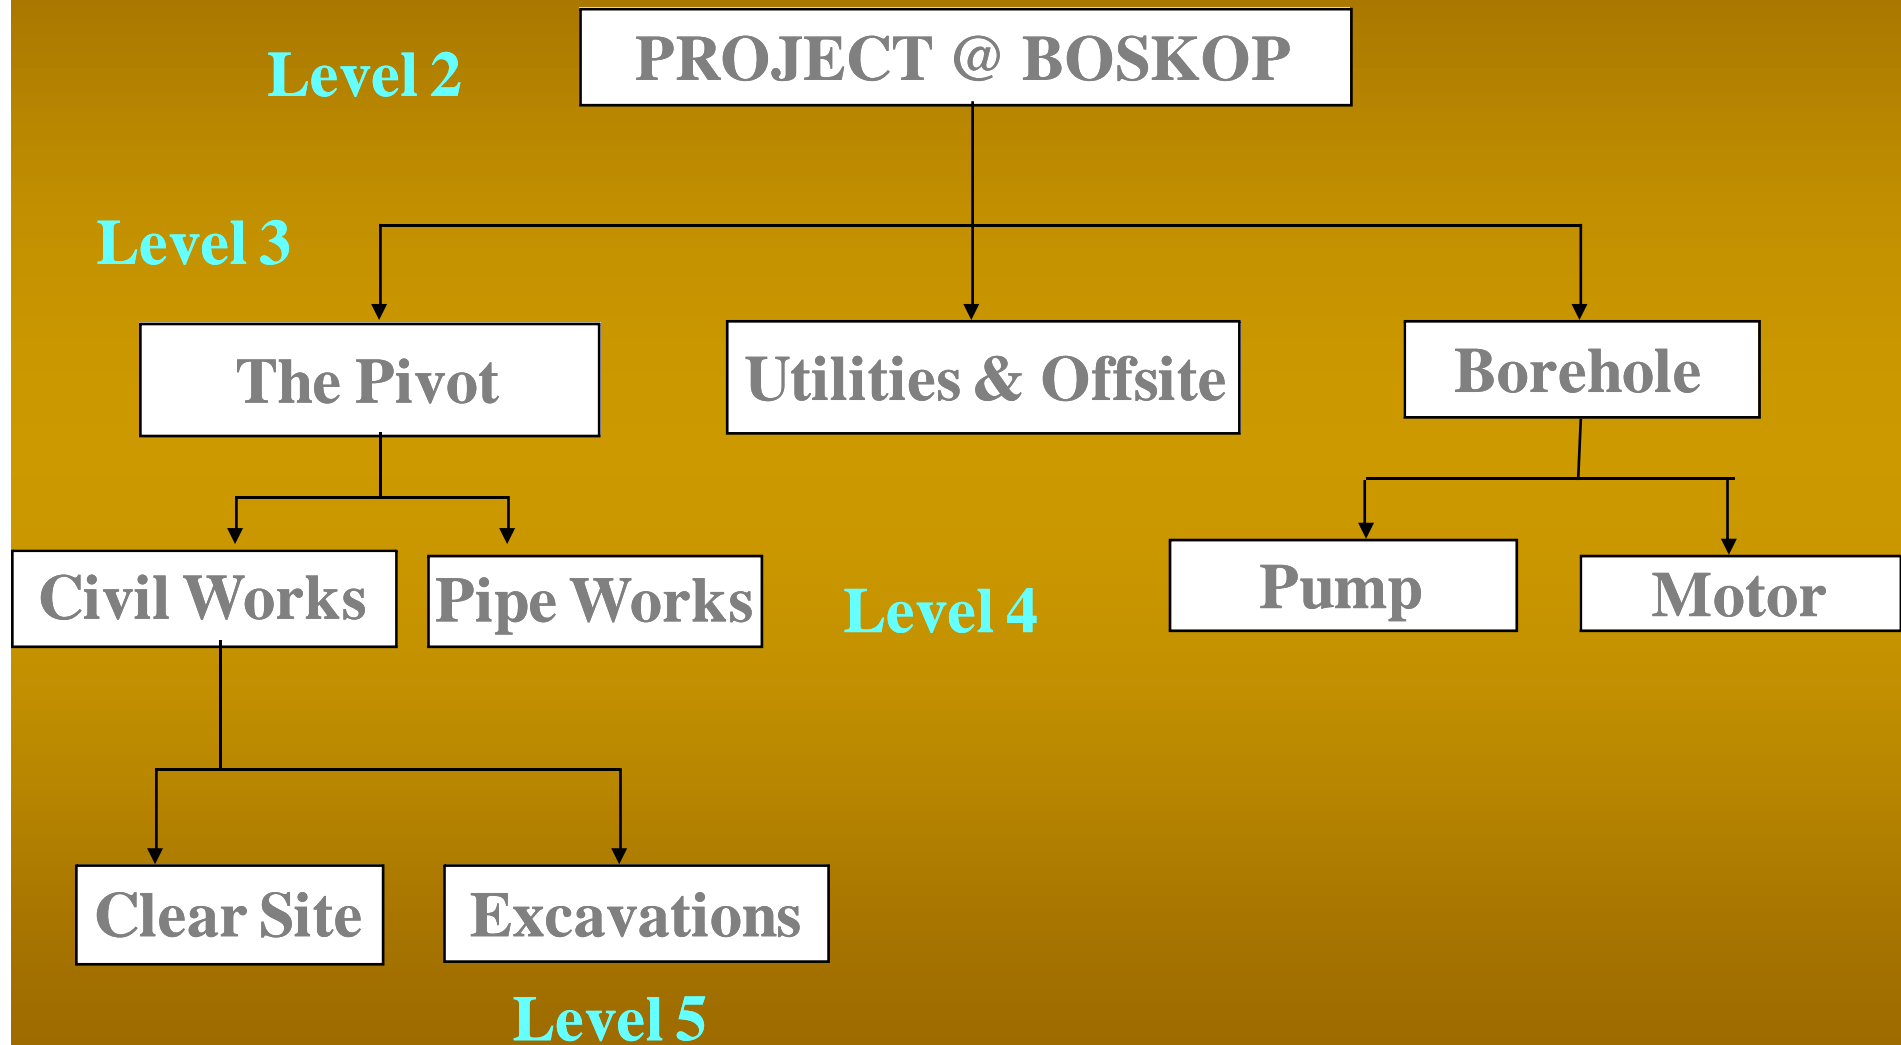 PROJECT @ BOSKOP
Level 2
Level 3
The Pivot
Utilities & Offsite
Borehole
Civil Works
Pipe Works
Level 4
Pump
Motor
Clear Site
Excavations
Level 5